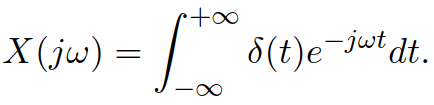 X(jω) = ∫_{-∞}^{+∞} δ(t)e^{-jωt}dt.